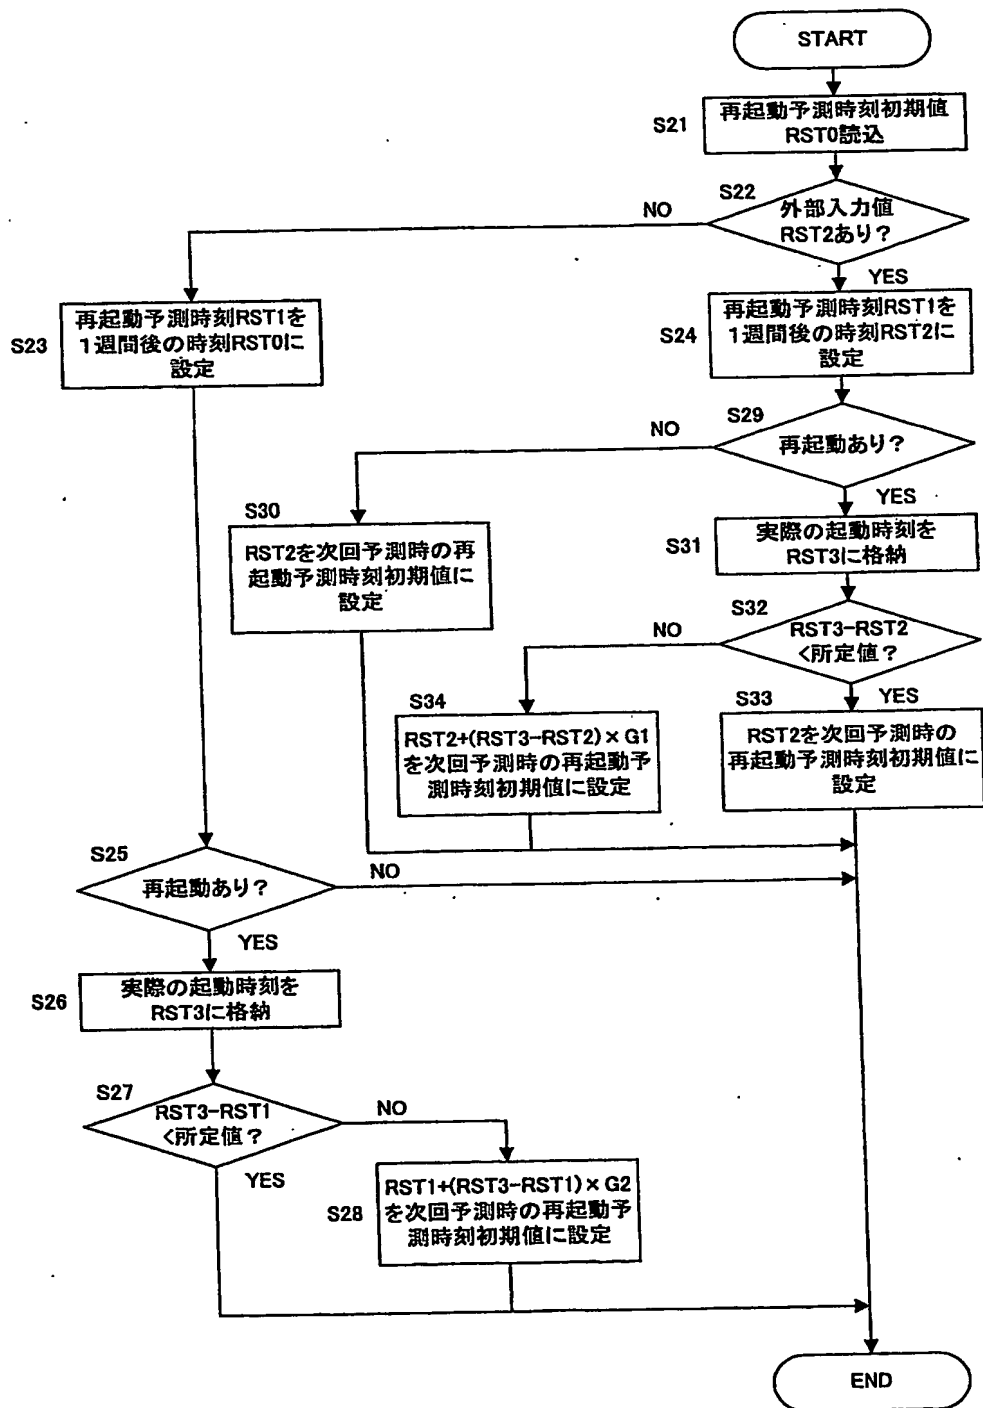 START
S21
再起動予測時刻初期値
RST0読込
S22
外部入力値
RST2あり?
NO
YES
S23
再起動予測時刻RST1を
1週間後の時刻RST0に
設定
S24
再起動予測時刻RST1を
1週間後の時刻RST2に
設定
S29
再起動あり?
NO
YES
S30
RST2を次回予測時の再
起動予測時刻初期値に
設定
S31
実際の起動時刻を
RST3に格納
S32
RST3-RST2
<所定値?
NO
YES
S34
RST2+(RST3-RST2)×G1
を次回予測時の再起動予
測時刻初期値に設定
S33
RST2を次回予測時の
再起動予測時刻初期値に
設定
S25
再起動あり?
NO
YES
S26
実際の起動時刻を
RST3に格納
S27
RST3-RST1
<所定値?
NO
YES
S28
RST1+(RST3-RST1)×G2
を次回予測時の再起動予
測時刻初期値に設定
END